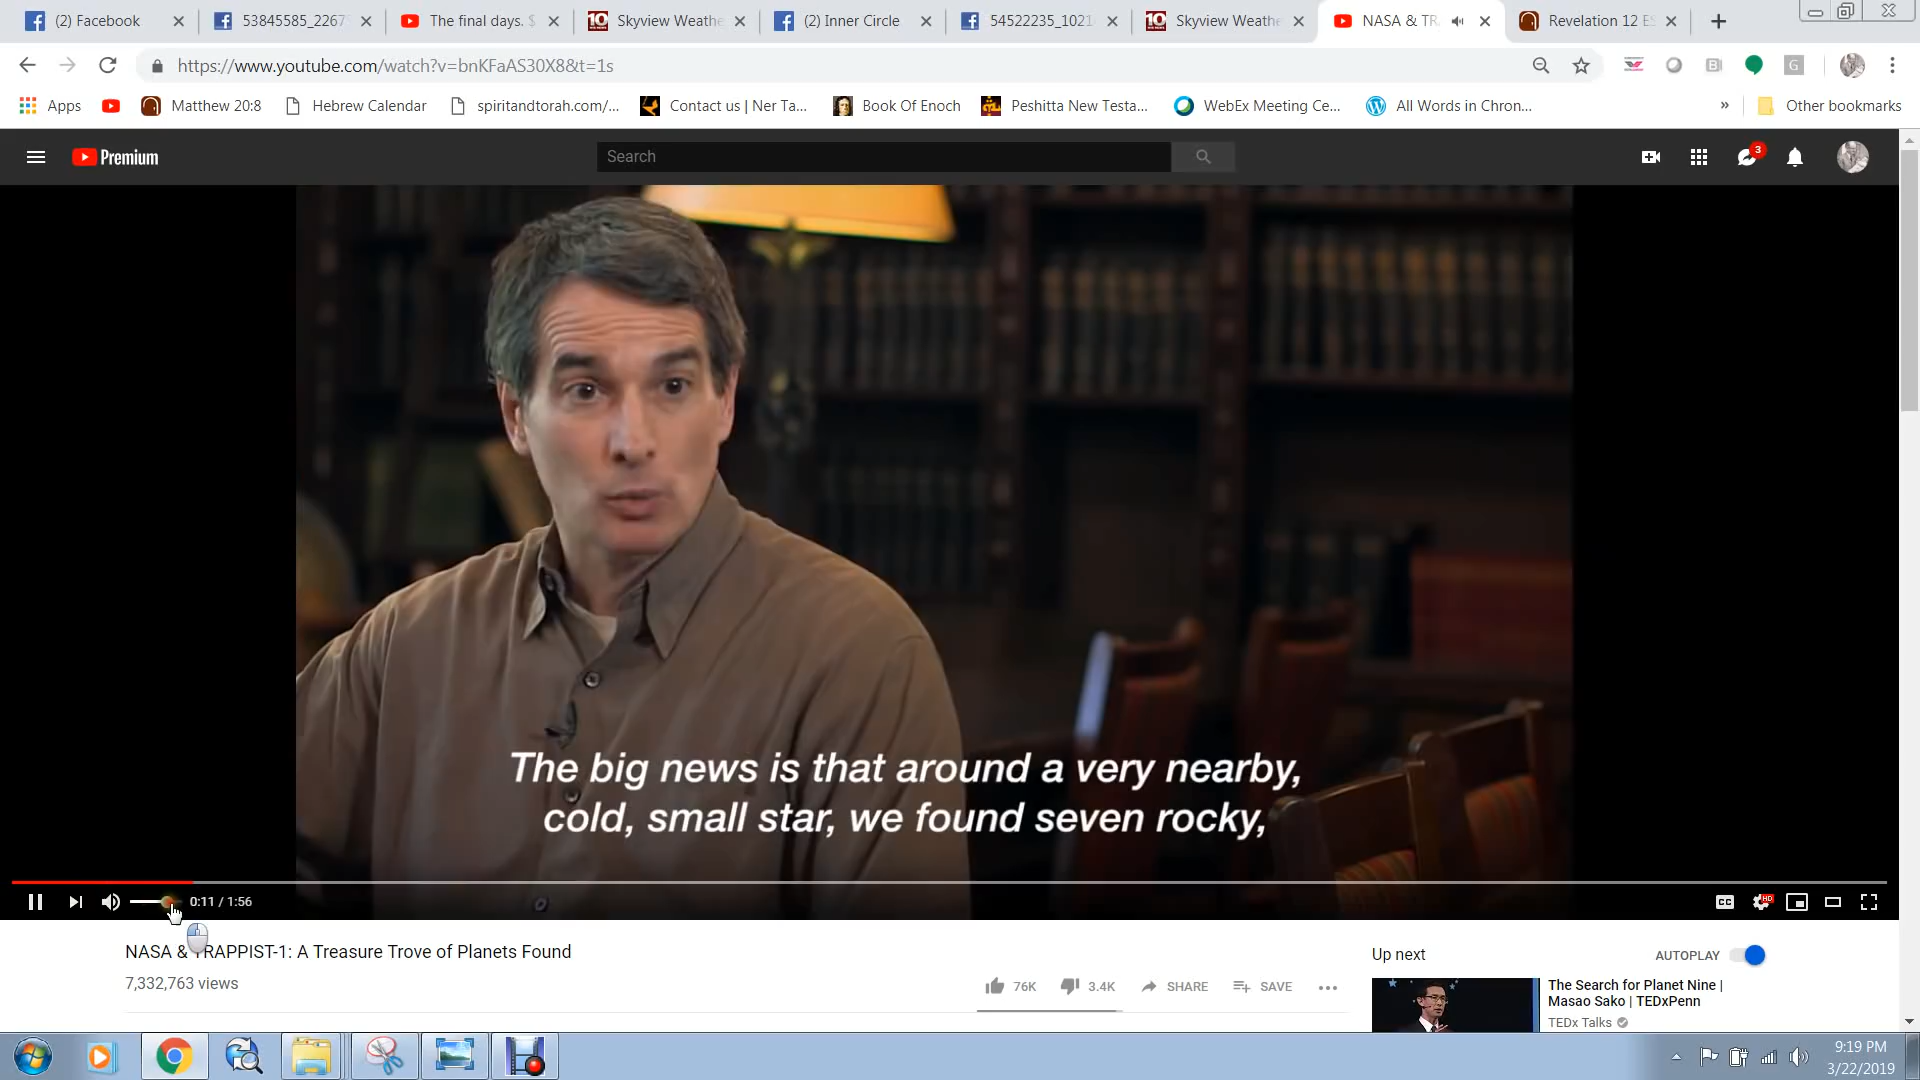 (2) Facebook
53845585_2267
The final days.
Skyview Weathe
(2) Inner Circle
54522235_1021
Skyview Weathe
NASA & TR
Revelation 12 ES
https://www.youtube.com/watch?v=bnKFaAS30X8&t=1s
Apps
Matthew 20:8
Hebrew Calendar
spiritandtorah.com/...
Contact us | Ner Ta...
Book Of Enoch
Peshitta New Testa...
WebEx Meeting Ce...
All Words in Chron...
»
Other bookmarks
Premium
Search
3
The big news is that around a very nearby,
cold, small star, we found seven rocky,
0:11 / 1:56
CC
HD
NASA & TRAPPIST-1: A Treasure Trove of Planets Found
7,332,763 views
76K
3.4K
SHARE
SAVE
Up next
AUTOPLAY
The Search for Planet Nine |
Masao Sako | TEDxPenn
TEDx Talks
9:19 PM
3/22/2019